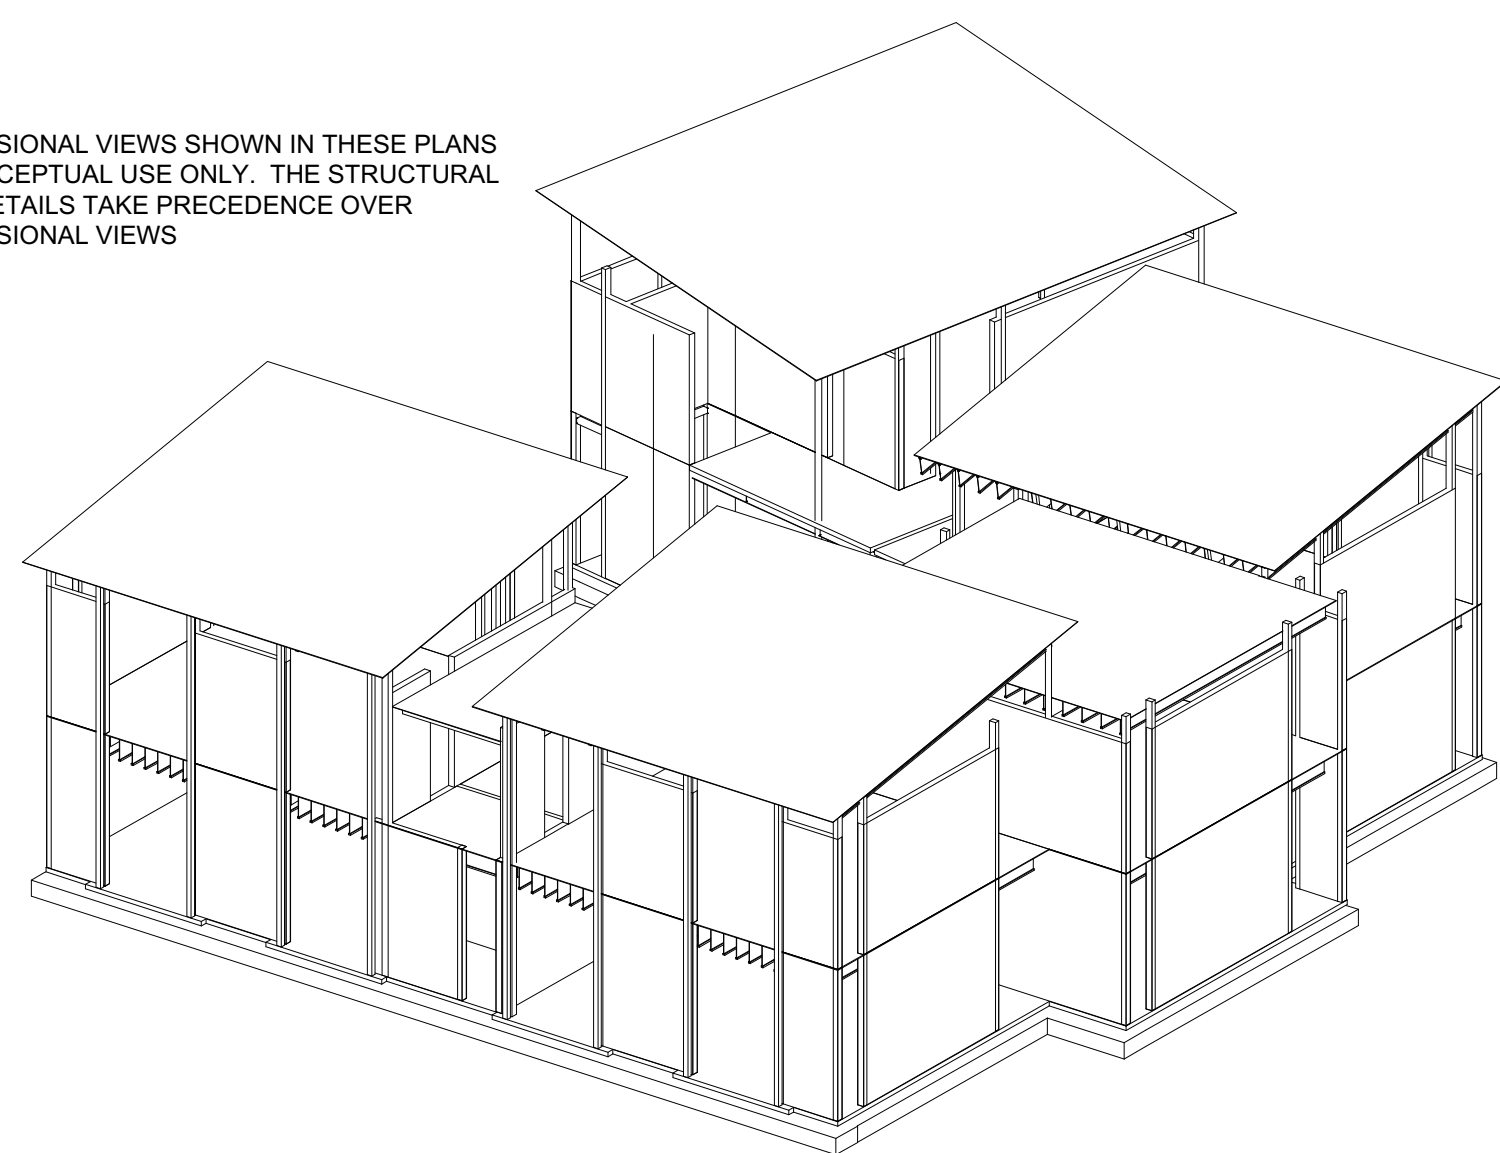 SIONAL VIEWS SHOWN IN THESE PLANS
CEPTUAL USE ONLY.  THE STRUCTURAL
ETAILS TAKE PRECEDENCE OVER
SIONAL VIEWS